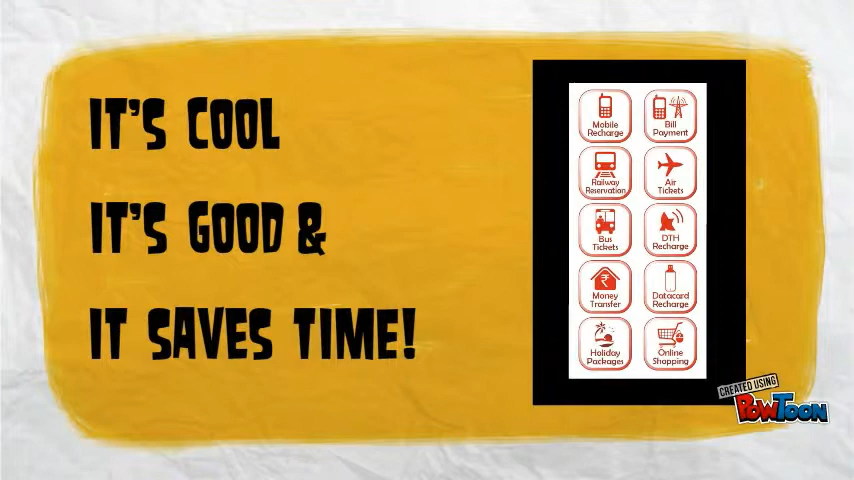 IT'S COOL
IT'S GOOD &
IT SAVES TIME!
Mobile
Recharge
Bill
Payment
Railway
Reservation
Air
Tickets
Bus
Tickets
DTH
Recharge
Money
Transfer
Datacard
Recharge
Holiday
Packages
Online
Shopping
CREATED USING
POWTOON